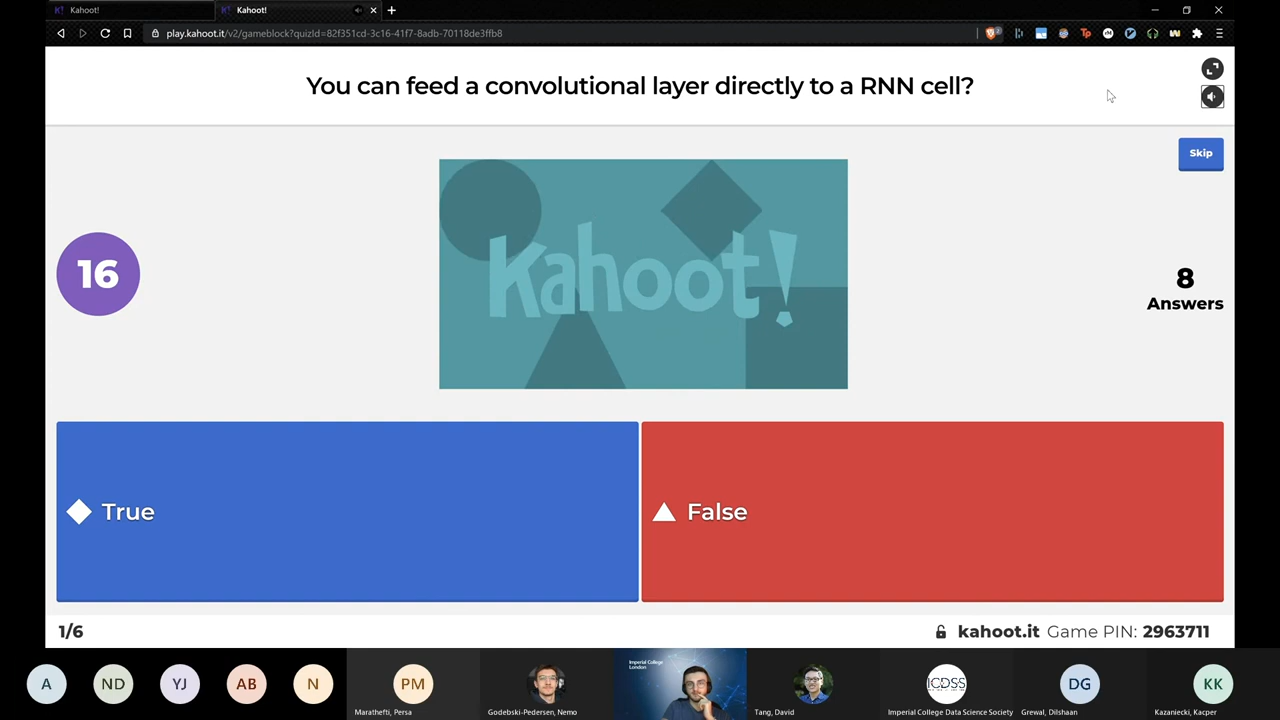 Kahoot!
Kahoot!
play.kahoot.it/v2/gameblock?quizId=82f351cd-3c16-41f7-8adb-70118de3ffb8
You can feed a convolutional layer directly to a RNN cell?
Skip
Kahoot!
16
8
Answers
True
False
1/6
kahoot.it Game PIN: 2963711
A
ND
YJ
AB
N
PM
Marathefti, Persa
Godebski-Pedersen, Nemo
Imperial College
London
Tang, David
ICDSS
Imperial College Data Science Society
DG
Grewal, Dilshaan
KK
Kazaniecki, Kacper